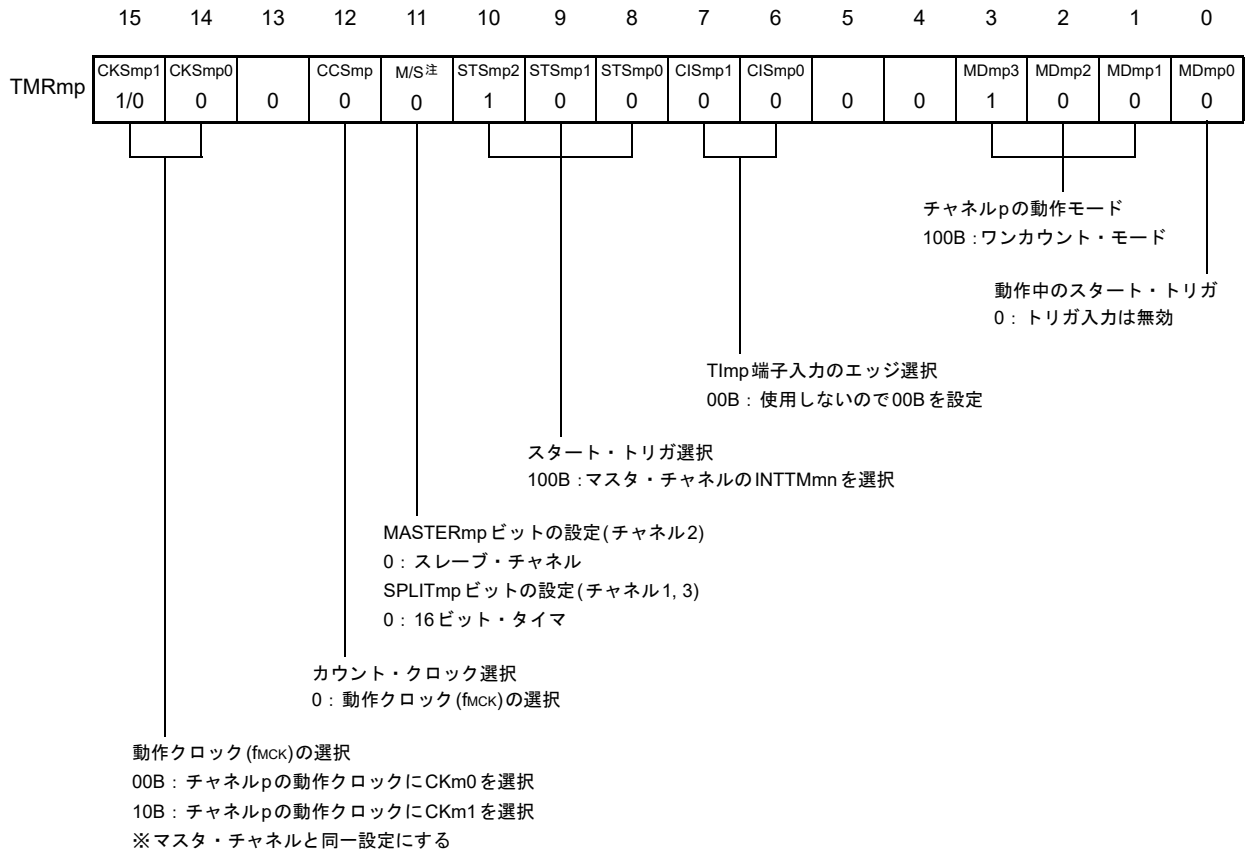 15 14 13 12 11 10 9 8 7 6 5 4 3 2 1 0
TMRmp
CKSmp1 CKSmp0 CCSmp M/S注 STSmp2 STSmp1 STSmp0 CISmp1 CISmp0 MDmp3 MDmp2 MDmp1 MDmp0
1/0 0 0 0 0 1 0 0 0 0 0 0 1 0 0 0
チャネルpの動作モード
100B：ワンカウント・モード
動作中のスタート・トリガ
0：トリガ入力は無効
TImp端子入力のエッジ選択
00B：使用しないので00Bを設定
スタート・トリガ選択
100B：マスタ・チャネルのINTTMmnを選択
MASTERmpビットの設定(チャネル2)
0：スレーブ・チャネル
SPLITmpビットの設定(チャネル1, 3)
0：16ビット・タイマ
カウント・クロック選択
0：動作クロック(fMCK)の選択
動作クロック(fMCK)の選択
00B：チャネルpの動作クロックにCKm0を選択
10B：チャネルpの動作クロックにCKm1を選択
※マスタ・チャネルと同一設定にする